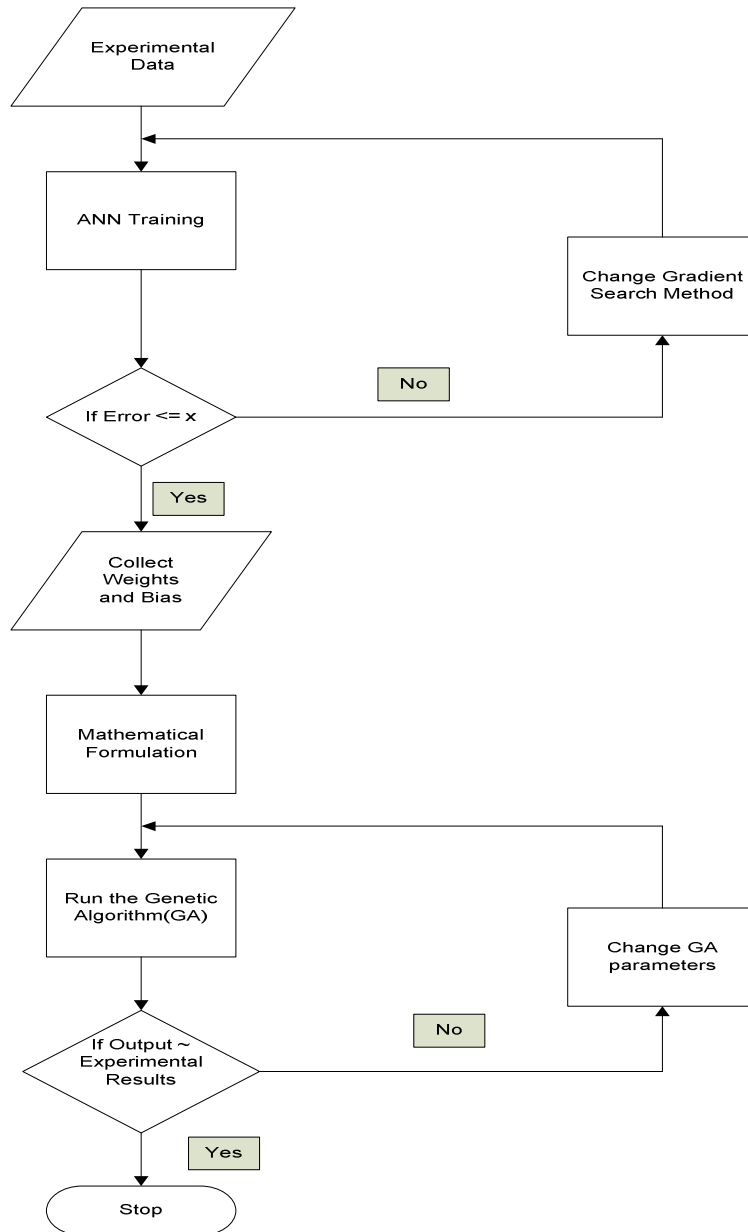 Experimental
Data
ANN Training
Change Gradient
Search Method
No
If Error <= x
Yes
Collect
Weights
and Bias
Mathematical
Formulation
Run the Genetic
Algorithm(GA)
Change GA
parameters
No
If Output ~
Experimental
Results
Yes
Stop